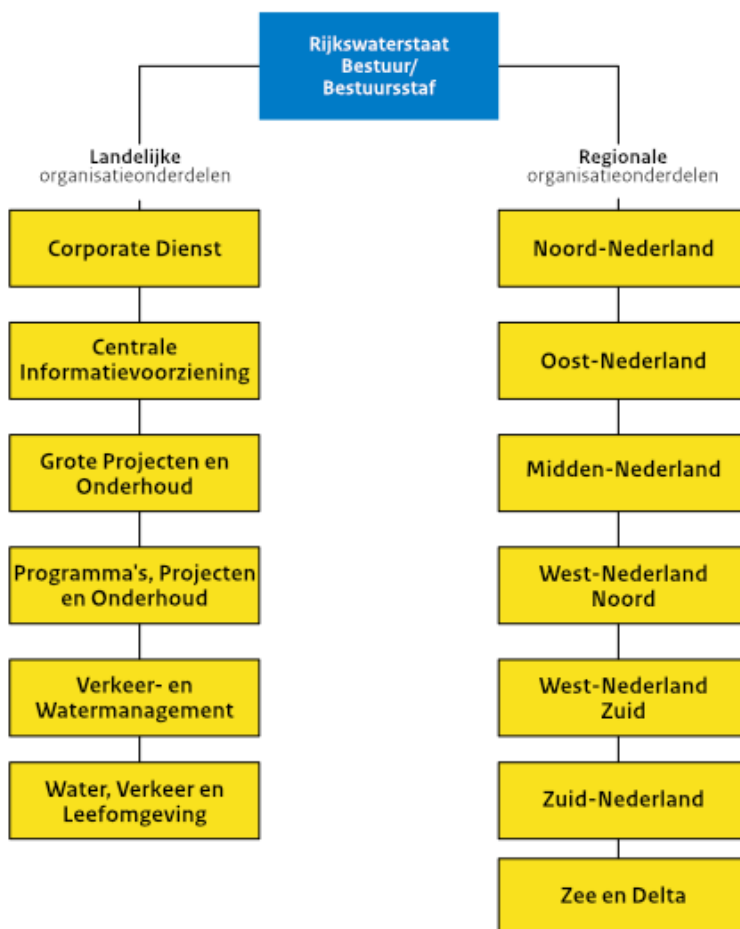 Rijkswaterstaat
Bestuur/
Bestuursstaf
Landelijke
organisatieonderdelen
Corporate Dienst
Centrale
Informatievoorziening
Grote Projecten en
Onderhoud
Programma's, Projecten
en Onderhoud
Verkeer- en
Watermanagement
Water, Verkeer en
Leefomgeving
Regionale
organisatieonderdelen
Noord-Nederland
Oost-Nederland
Midden-Nederland
West-Nederland
Noord
West-Nederland
Zuid
Zuid-Nederland
Zee en Delta